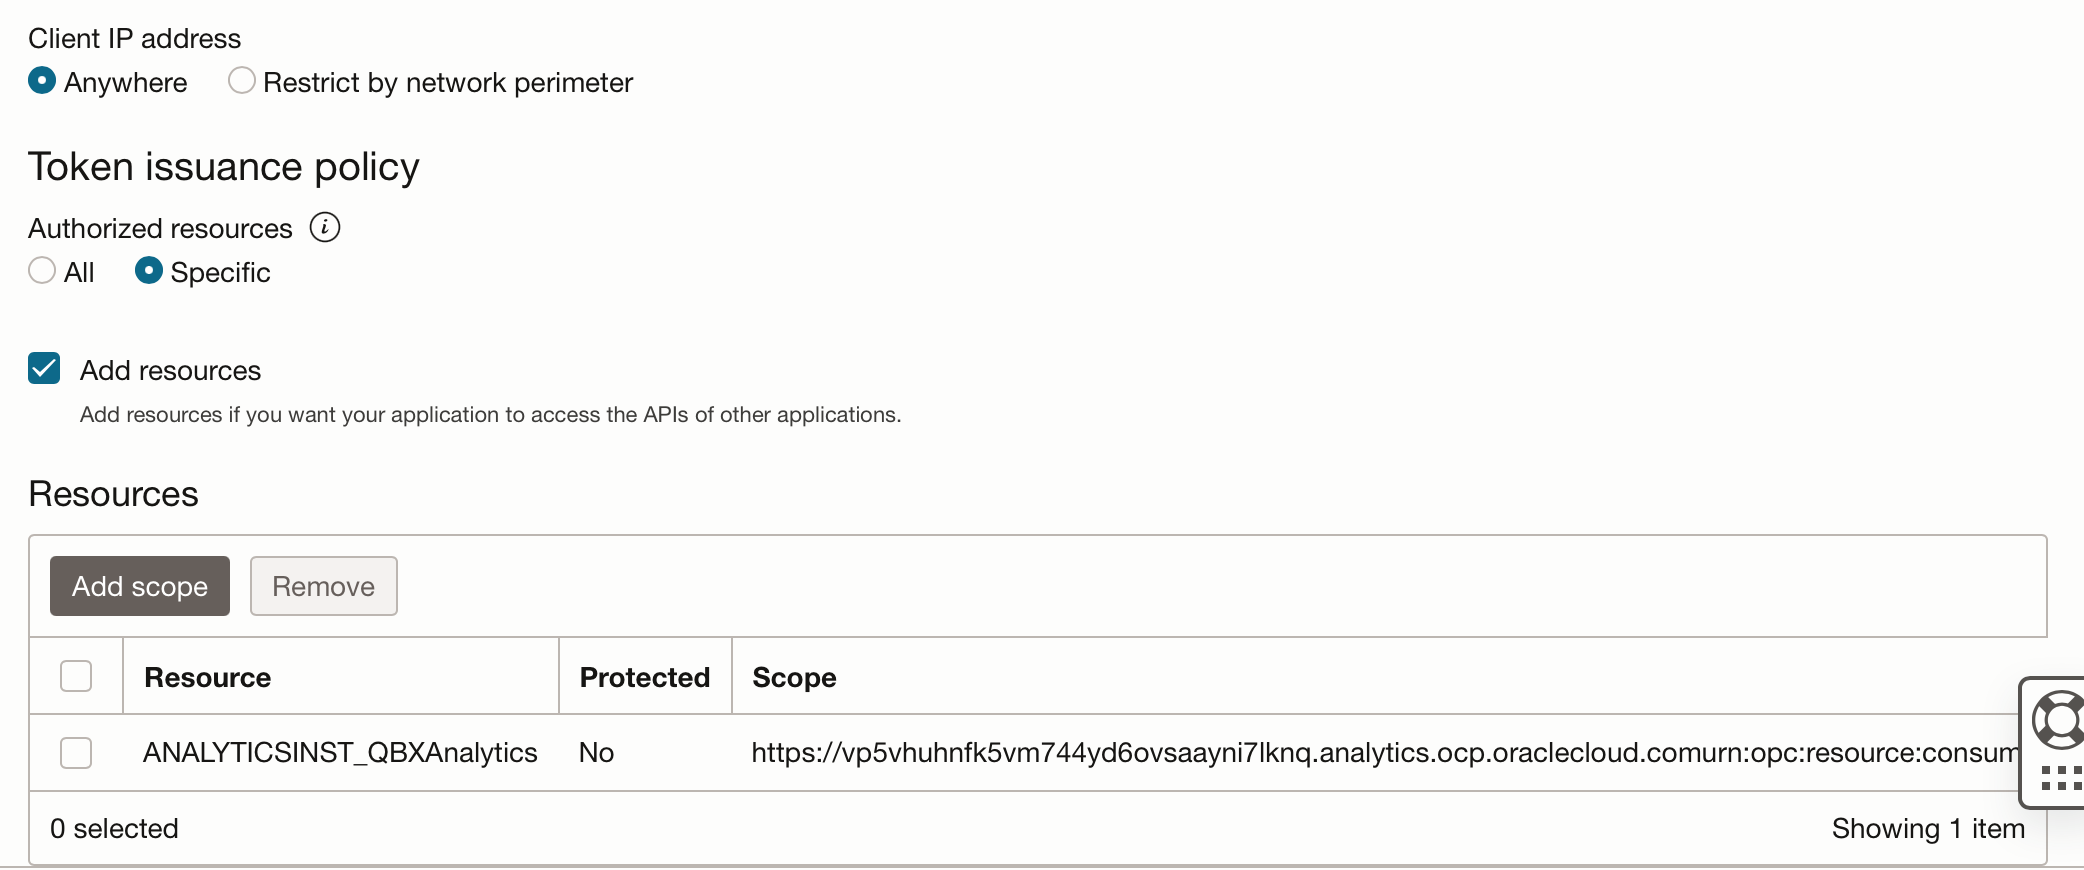 Client IP address
Anywhere Restrict by network perimeter
Token issuance policy
Authorized resources i
All Specific
Add resources
Add resources if you want your application to access the APIs of other applications.
Resources
Add scope Remove
Resource Protected Scope
ANALYTICSINST_QBXAnalytics No https://vp5vhuhnfk5vm744yd6ovsaayni7lknq.analytics.ocp.oraclecloud.comurn:opc:resource:consum
0 selected Showing 1 item